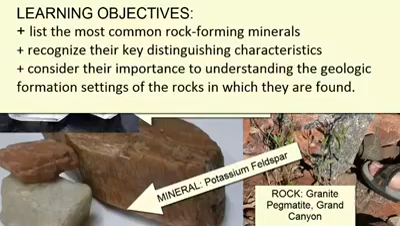 LEARNING OBJECTIVES:
+ list the most common rock-forming minerals
+ recognize their key distinguishing characteristics
+ consider their importance to understanding the geologic
formation settings of the rocks in which they are found.
MINERAL: Potassium Feldspar
ROCK: Granite
Pegmatite, Grand
Canyon